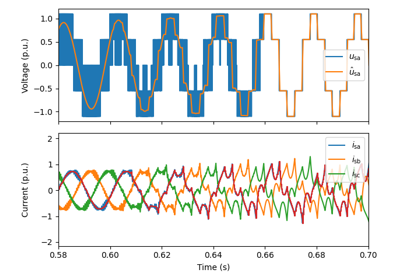 1.0
0.5
0.0
−0.5
−1.0
Voltage (p.u.)
u_sa
û_sa
2
1
0
−1
−2
Current (p.u.)
i_sa
i_sb
i_sc
0.58 0.60 0.62 0.64 0.66 0.68 0.70
Time (s)